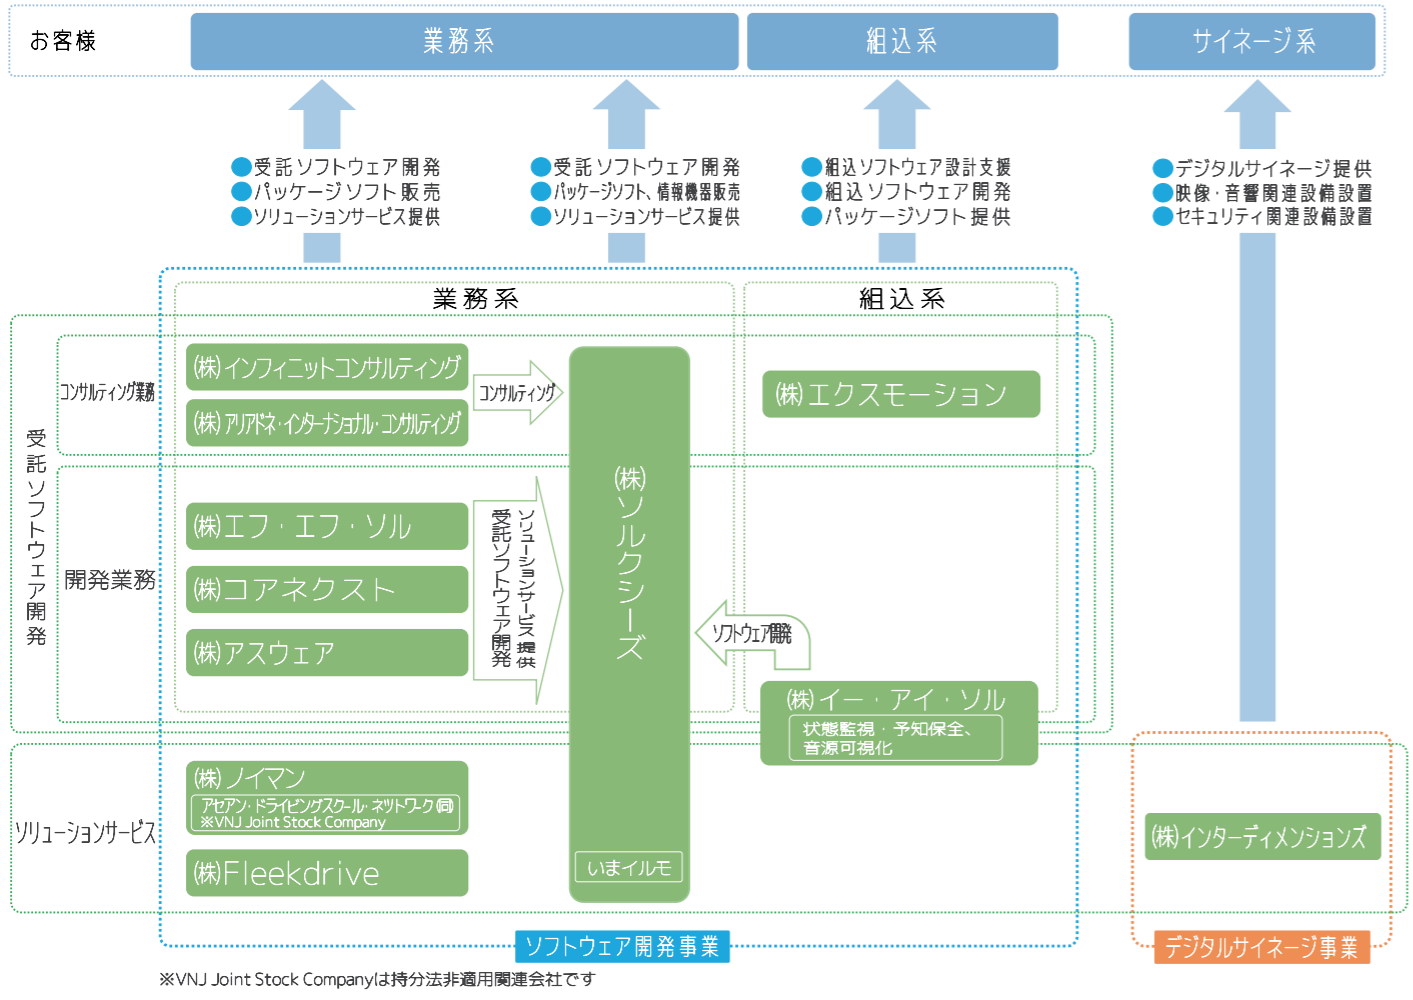 お客様
業務系
組込系
サイネージ系
●受託ソフトウェア開発
●パッケージソフト販売
●ソリューションサービス提供
●受託ソフトウェア開発
●パッケージソフト、情報機器販売
●ソリューションサービス提供
●組込ソフトウェア設計支援
●組込ソフトウェア開発
●パッケージソフト提供
●デジタルサイネージ提供
●映像・音響関連設備設置
●セキュリティ関連設備設置
業務系
組込系
受託ソフトウェア開発
コンサルティング業務
㈱インフィニットコンサルティング
㈱アリアドネ・インターナショナル・コンサルティング
コンサルティング
㈱エクスモーション
㈱ソルクシーズ
開発業務
㈱エフ・エフ・ソル
㈱コアネクスト
㈱アスウェア
ソリューションサービス提供
受託ソフトウェア開発
ソフトウェア開発
㈱イー・アイ・ソル
状態監視・予知保全、
音源可視化
ソリューションサービス
㈱ノイマン
アセアン・ドライビングスクール・ネットワーク㈿
※VNJ Joint Stock Company
㈱Fleekdrive
いまイルモ
㈱インターディメンションズ
ソフトウェア開発事業
デジタルサイネージ事業
※VNJ Joint Stock Companyは持分法非適用関連会社です